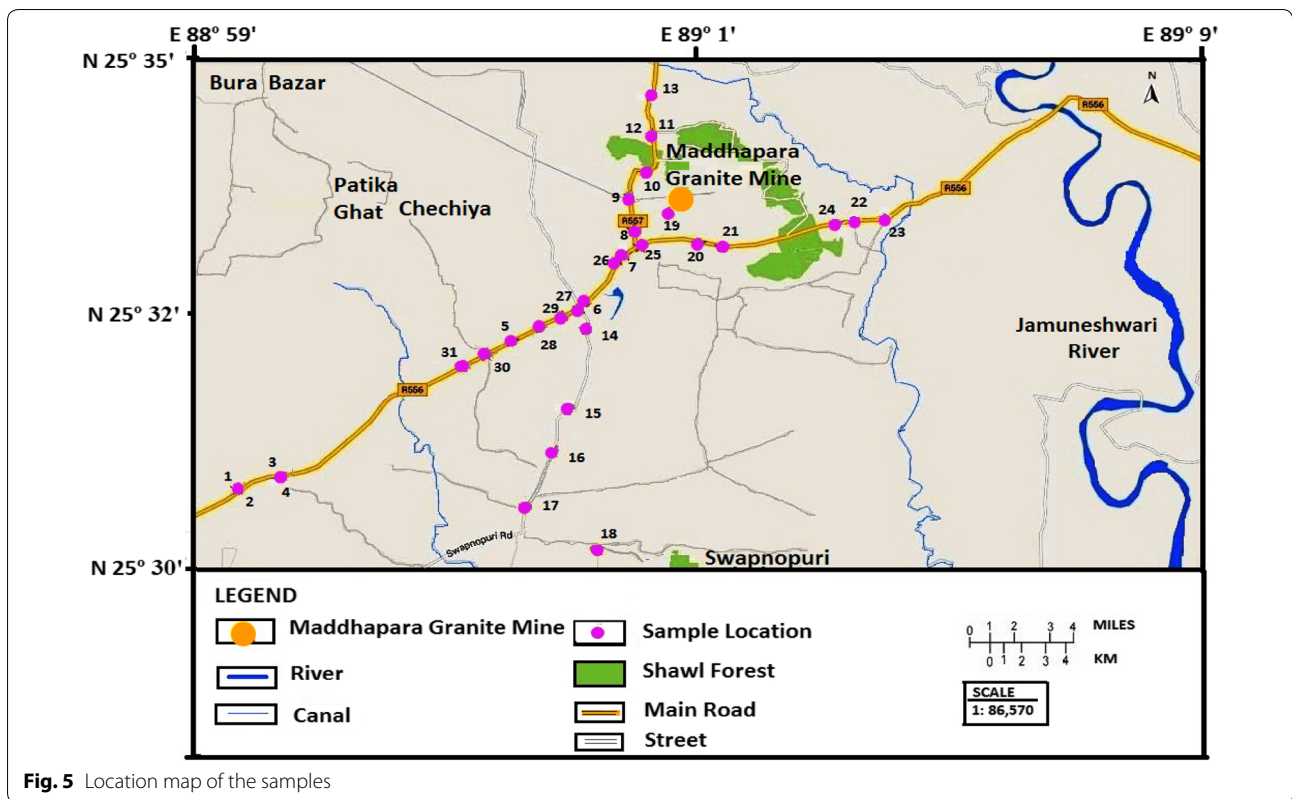 E 88° 59'
E 89° 1'
E 89° 9'
N 25° 35'
Bura Bazar
N
13
R556
12
11
Maddhapara
Granite Mine
10
Patika
Ghat
Chechiya
9
R556
19
R557
8
24
22
23
25
20
21
26
7
27
29
6
N 25° 32'
14
5
28
Jamuneshwari
River
31
30
R556
15
16
3
1
4
2
17
Swapnopuri Rd
18
Swapnopuri
N 25° 30'
LEGEND
Maddhapara Granite Mine
Sample Location
0 1 2 3 4 MILES
0 1 2 3 4 KM
River
Shawl Forest
Canal
Main Road
SCALE
1: 86,570
Street
Fig. 5 Location map of the samples